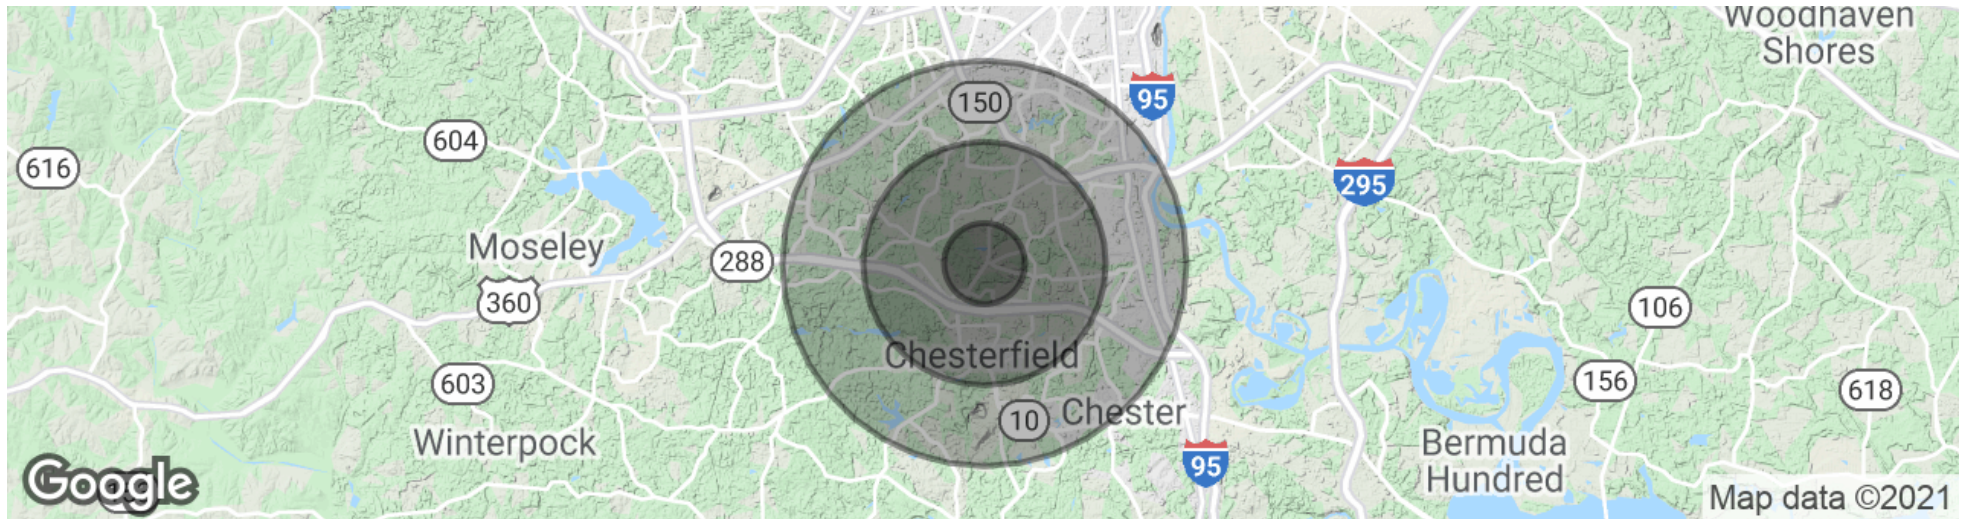 Woodhaven
Shores
150
95
604
616
295
Moseley
288
360
106
Chesterfield
603
156
618
10
Chester
Winterpock
Bermuda
Hundred
95
Google
Map data ©2021